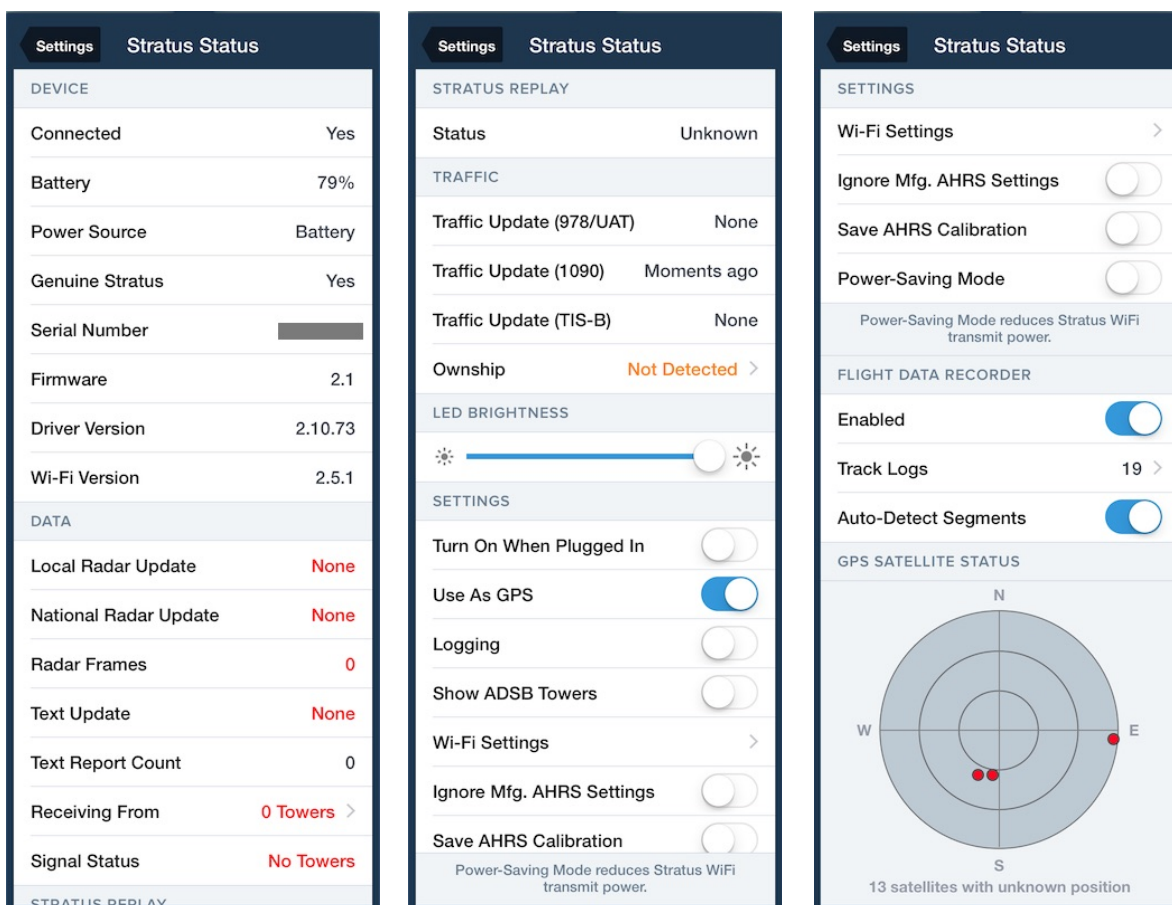 Settings Stratus Status
DEVICE
Connected Yes
Battery 79%
Power Source Battery
Genuine Stratus Yes
Serial Number
Firmware 2.1
Driver Version 2.10.73
Wi-Fi Version 2.5.1
DATA
Local Radar Update None
National Radar Update None
Radar Frames 0
Text Update None
Text Report Count 0
Receiving From 0 Towers
Signal Status No Towers
STRATUS REPLAY
Settings Stratus Status
STRATUS REPLAY
Status Unknown
TRAFFIC
Traffic Update (978/UAT) None
Traffic Update (1090) Moments ago
Traffic Update (TIS-B) None
Ownship Not Detected
LED BRIGHTNESS
SETTINGS
Turn On When Plugged In
Use As GPS
Logging
Show ADSB Towers
Wi-Fi Settings
Ignore Mfg. AHRS Settings
Save AHRS Calibration
Power-Saving Mode reduces Stratus WiFi
transmit power.
Settings Stratus Status
SETTINGS
Wi-Fi Settings
Ignore Mfg. AHRS Settings
Save AHRS Calibration
Power-Saving Mode
Power-Saving Mode reduces Stratus WiFi
transmit power.
FLIGHT DATA RECORDER
Enabled
Track Logs 19
Auto-Detect Segments
GPS SATELLITE STATUS
N
W E
S
13 satellites with unknown position